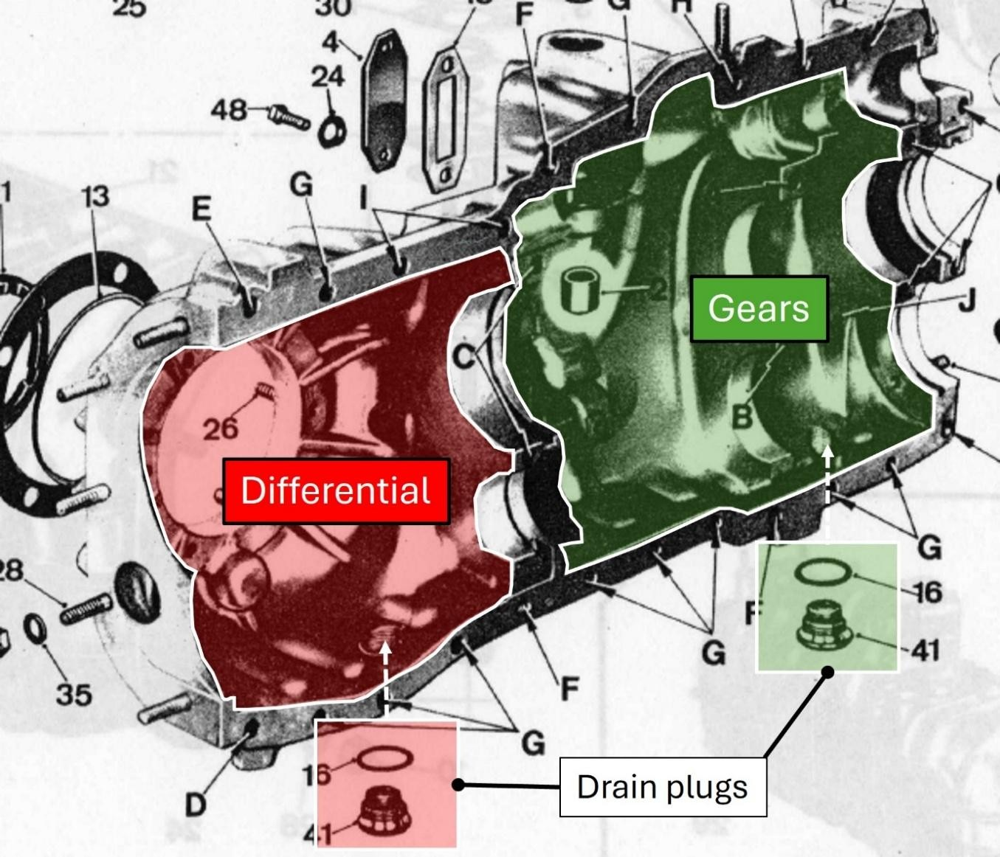 25
30
F
G
H
4
24
48
G
I
13
E
1
2
Gears
J
C
26
B
Differential
28
35
G
16
F
41
G
F
G
D
16
41
Drain plugs